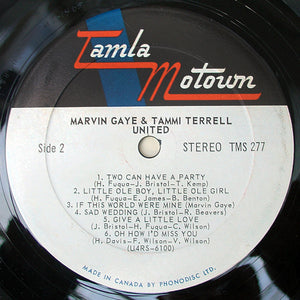 Tamla
Motown
MARVIN GAYE & TAMMI TERRELL
UNITED
Side 2
STEREO TMS 277
1. TWO CAN HAVE A PARTY
(H. Fuqua-J. Bristol-T. Kemp)
2. LITTLE OLE BOY, LITTLE OLE GIRL
(H. Fuqua-E. James-B. Benton)
3. IF THIS WORLD WERE MINE (Marvin Gaye)
4. SAD WEDDING (J. Bristol-R. Beavers)
5. GIVE A LITTLE LOVE
(J. Bristol-H. Fuqua-C. Wilson)
6. OH HOW I'D MISS YOU
(H. Davis-F. Wilson-V. Wilson)
(U4RS-6100)
MADE IN CANADA BY PHONODISC LTD.